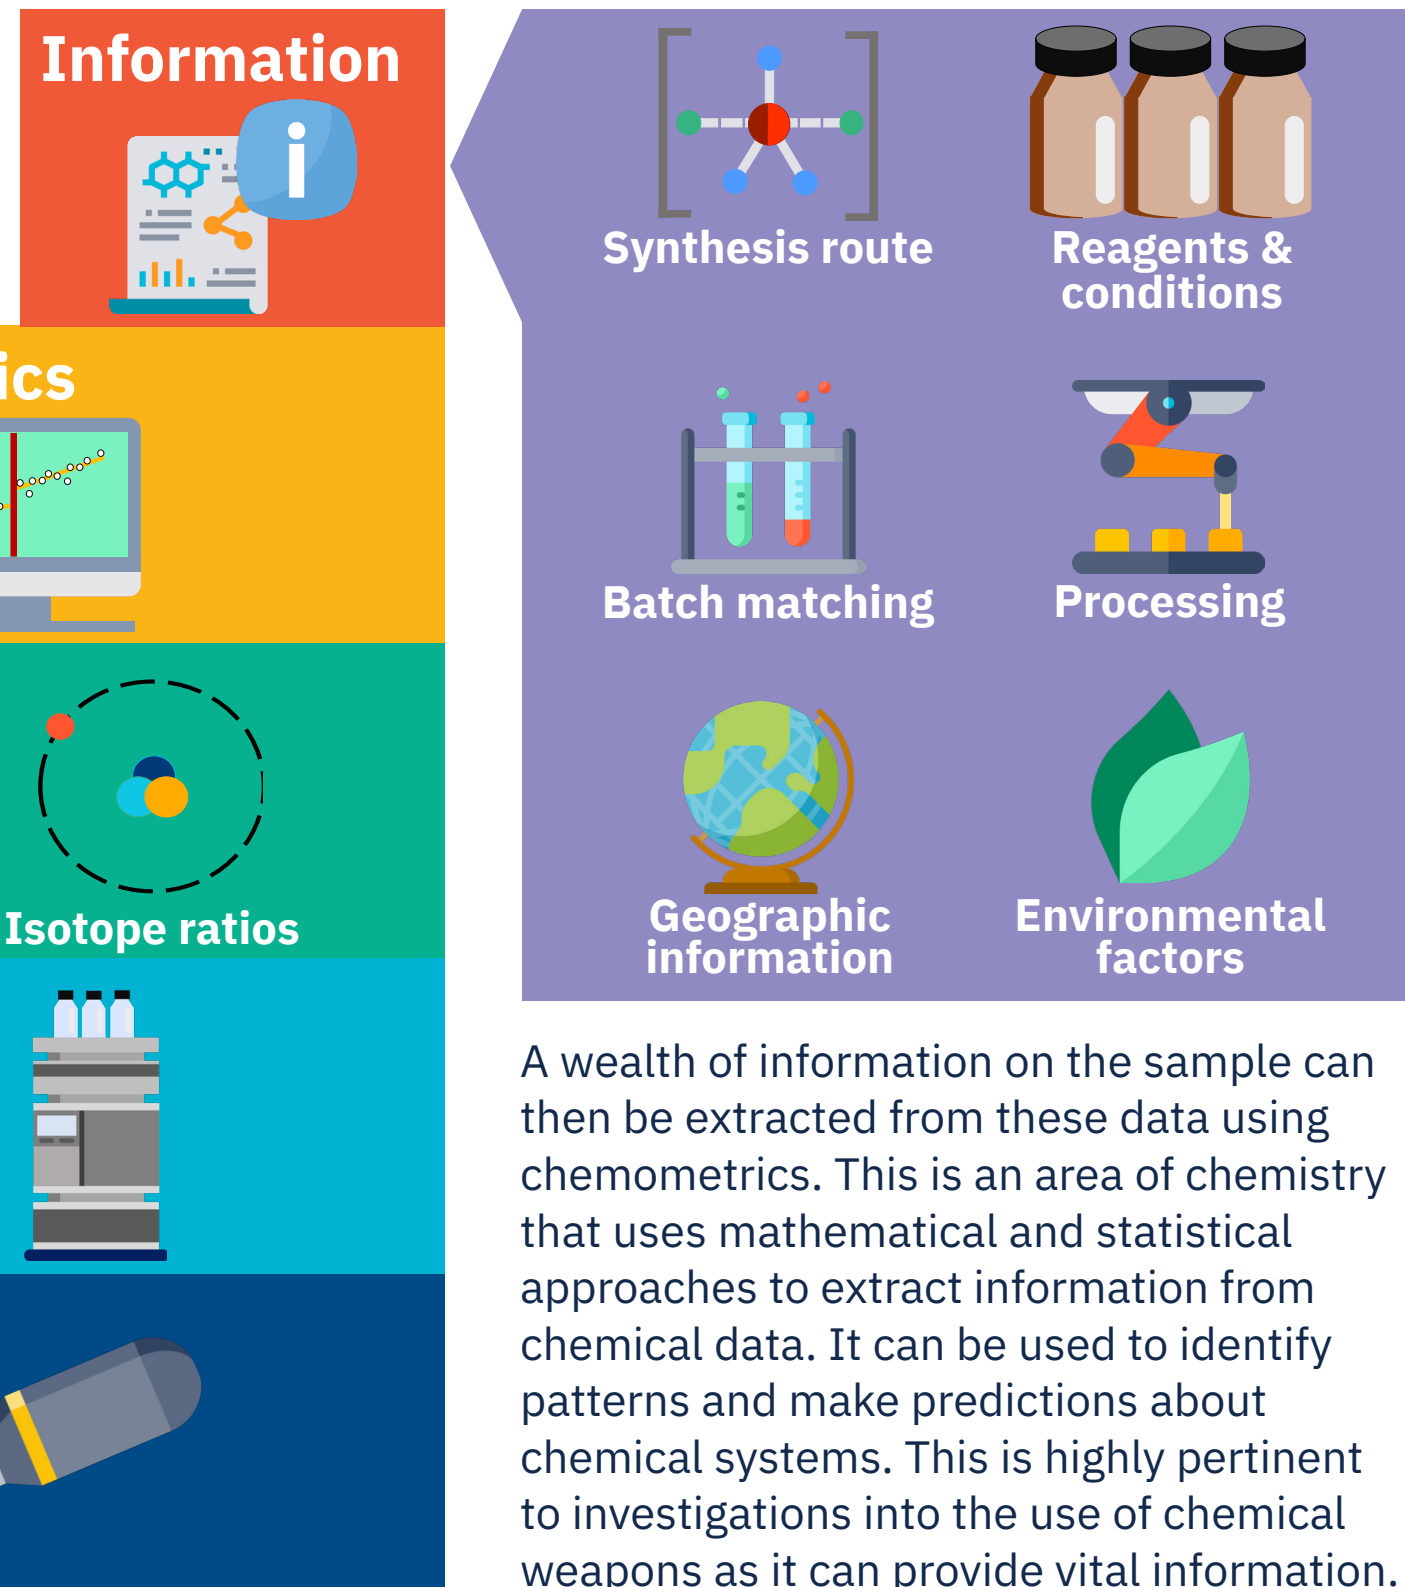 Information
ics
Isotope ratios
Synthesis route
Reagents &
conditions
Batch matching
Processing
Geographic
information
Environmental
factors
A wealth of information on the sample can
then be extracted from these data using
chemometrics. This is an area of chemistry
that uses mathematical and statistical
approaches to extract information from
chemical data. It can be used to identify
patterns and make predictions about
chemical systems. This is highly pertinent
to investigations into the use of chemical
weapons as it can provide vital information.